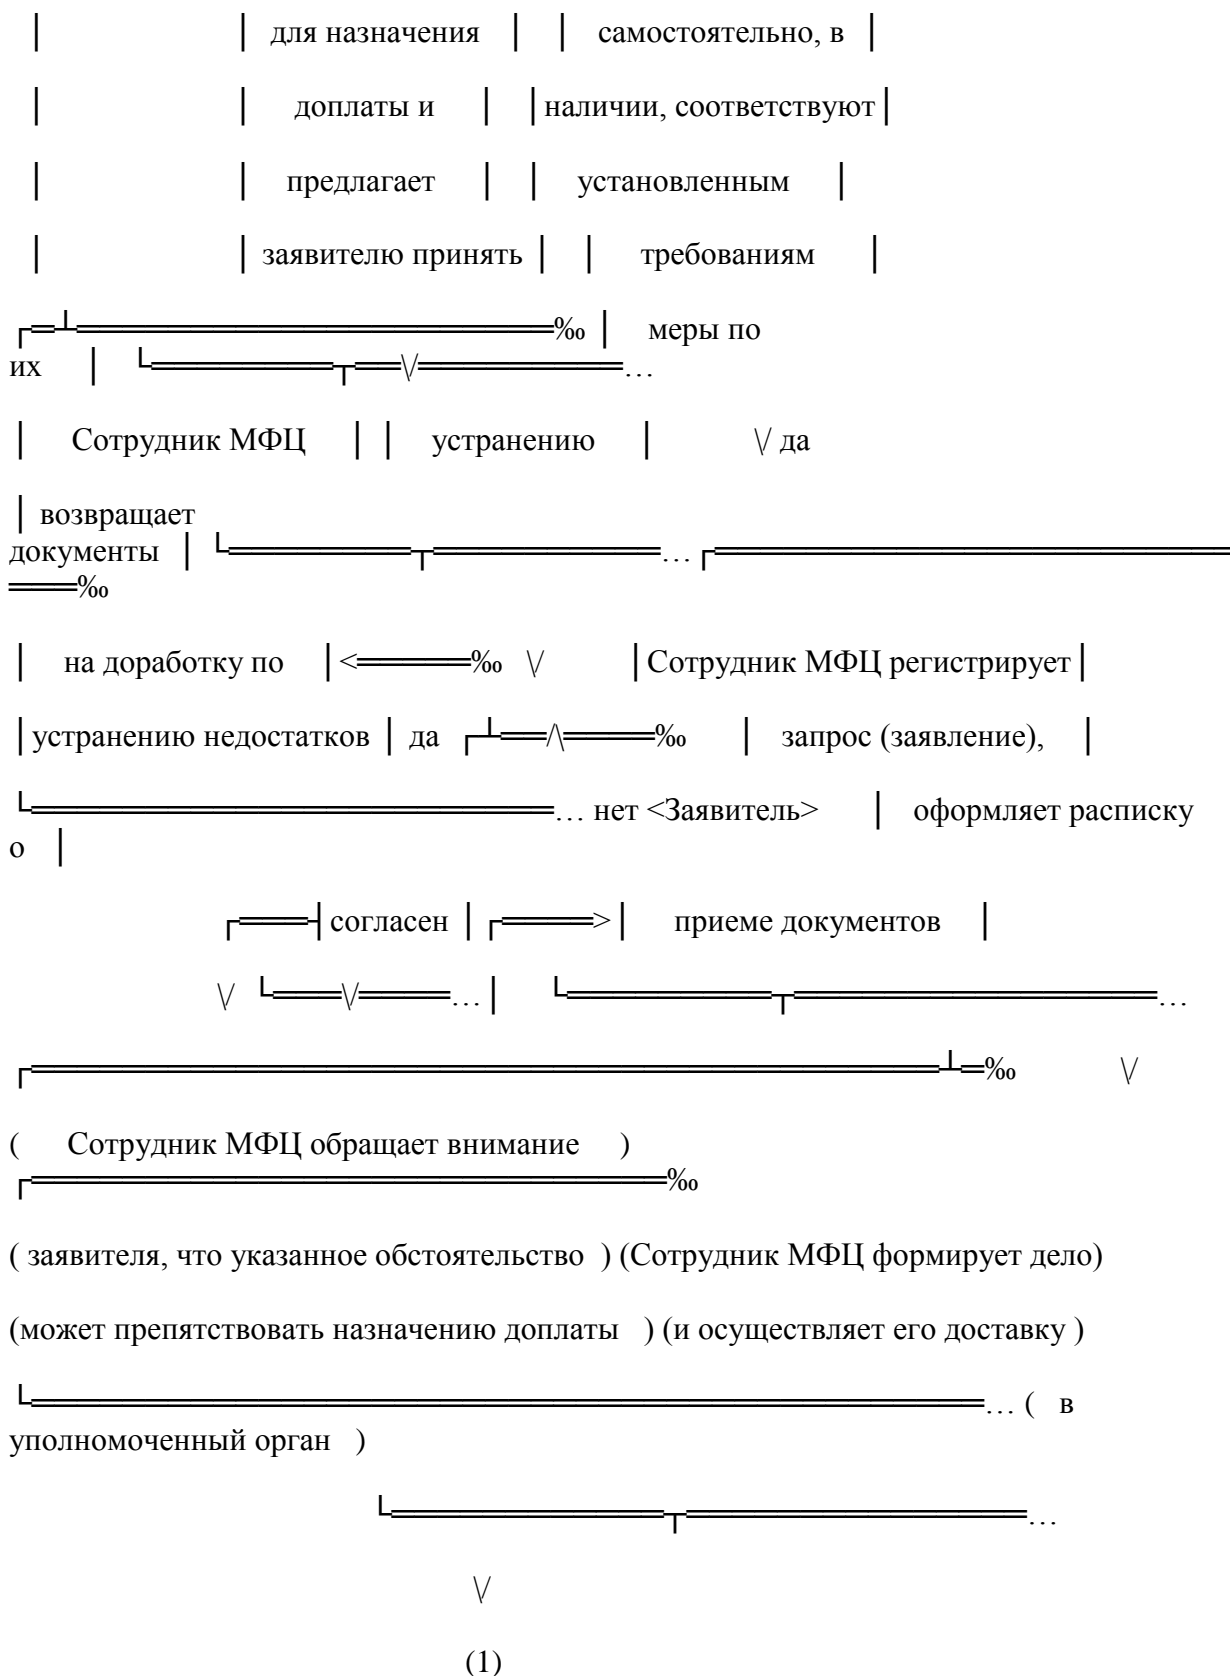 │ │ для назначения │ │ самостоятельно, в │
│ │ доплаты и │ │наличии, соответствуют│
│ │ предлагает │ │ установленным │
│ │ заявителю принять │ │ требованиям │
┌═┴═════════════════════‰ │ меры по
их │ └════════┬══\/═════════…
│ Сотрудник МФЦ │ │ устранению │ \/ да
│ возвращает
документы │ └════════┬══════════… ┌═══════════════════════
═══‰
│ на доработку по │<═════‰ \/ │Сотрудник МФЦ регистрирует│
│устранению недостатков │ да ┌┴══/\════‰ │ запрос (заявление), │
└═══════════════════════… нет <Заявитель> │ оформляет расписку
о │
┌═══┤согласен │┌════>│ приеме документов │
\/ └═══\/════…│ └═════════┬════════════════…
┌════════════════════════════════════════┴═‰ \/
( Сотрудник МФЦ обращает внимание )
┌════════════════════════════‰
( заявителя, что указанное обстоятельство ) (Сотрудник МФЦ формирует дело)
(может препятствовать назначению доплаты ) (и осуществляет его доставку )
└══════════════════════════════════════════… ( в
уполномоченный орган )
└════════════┬═══════════════…
\/
(1)